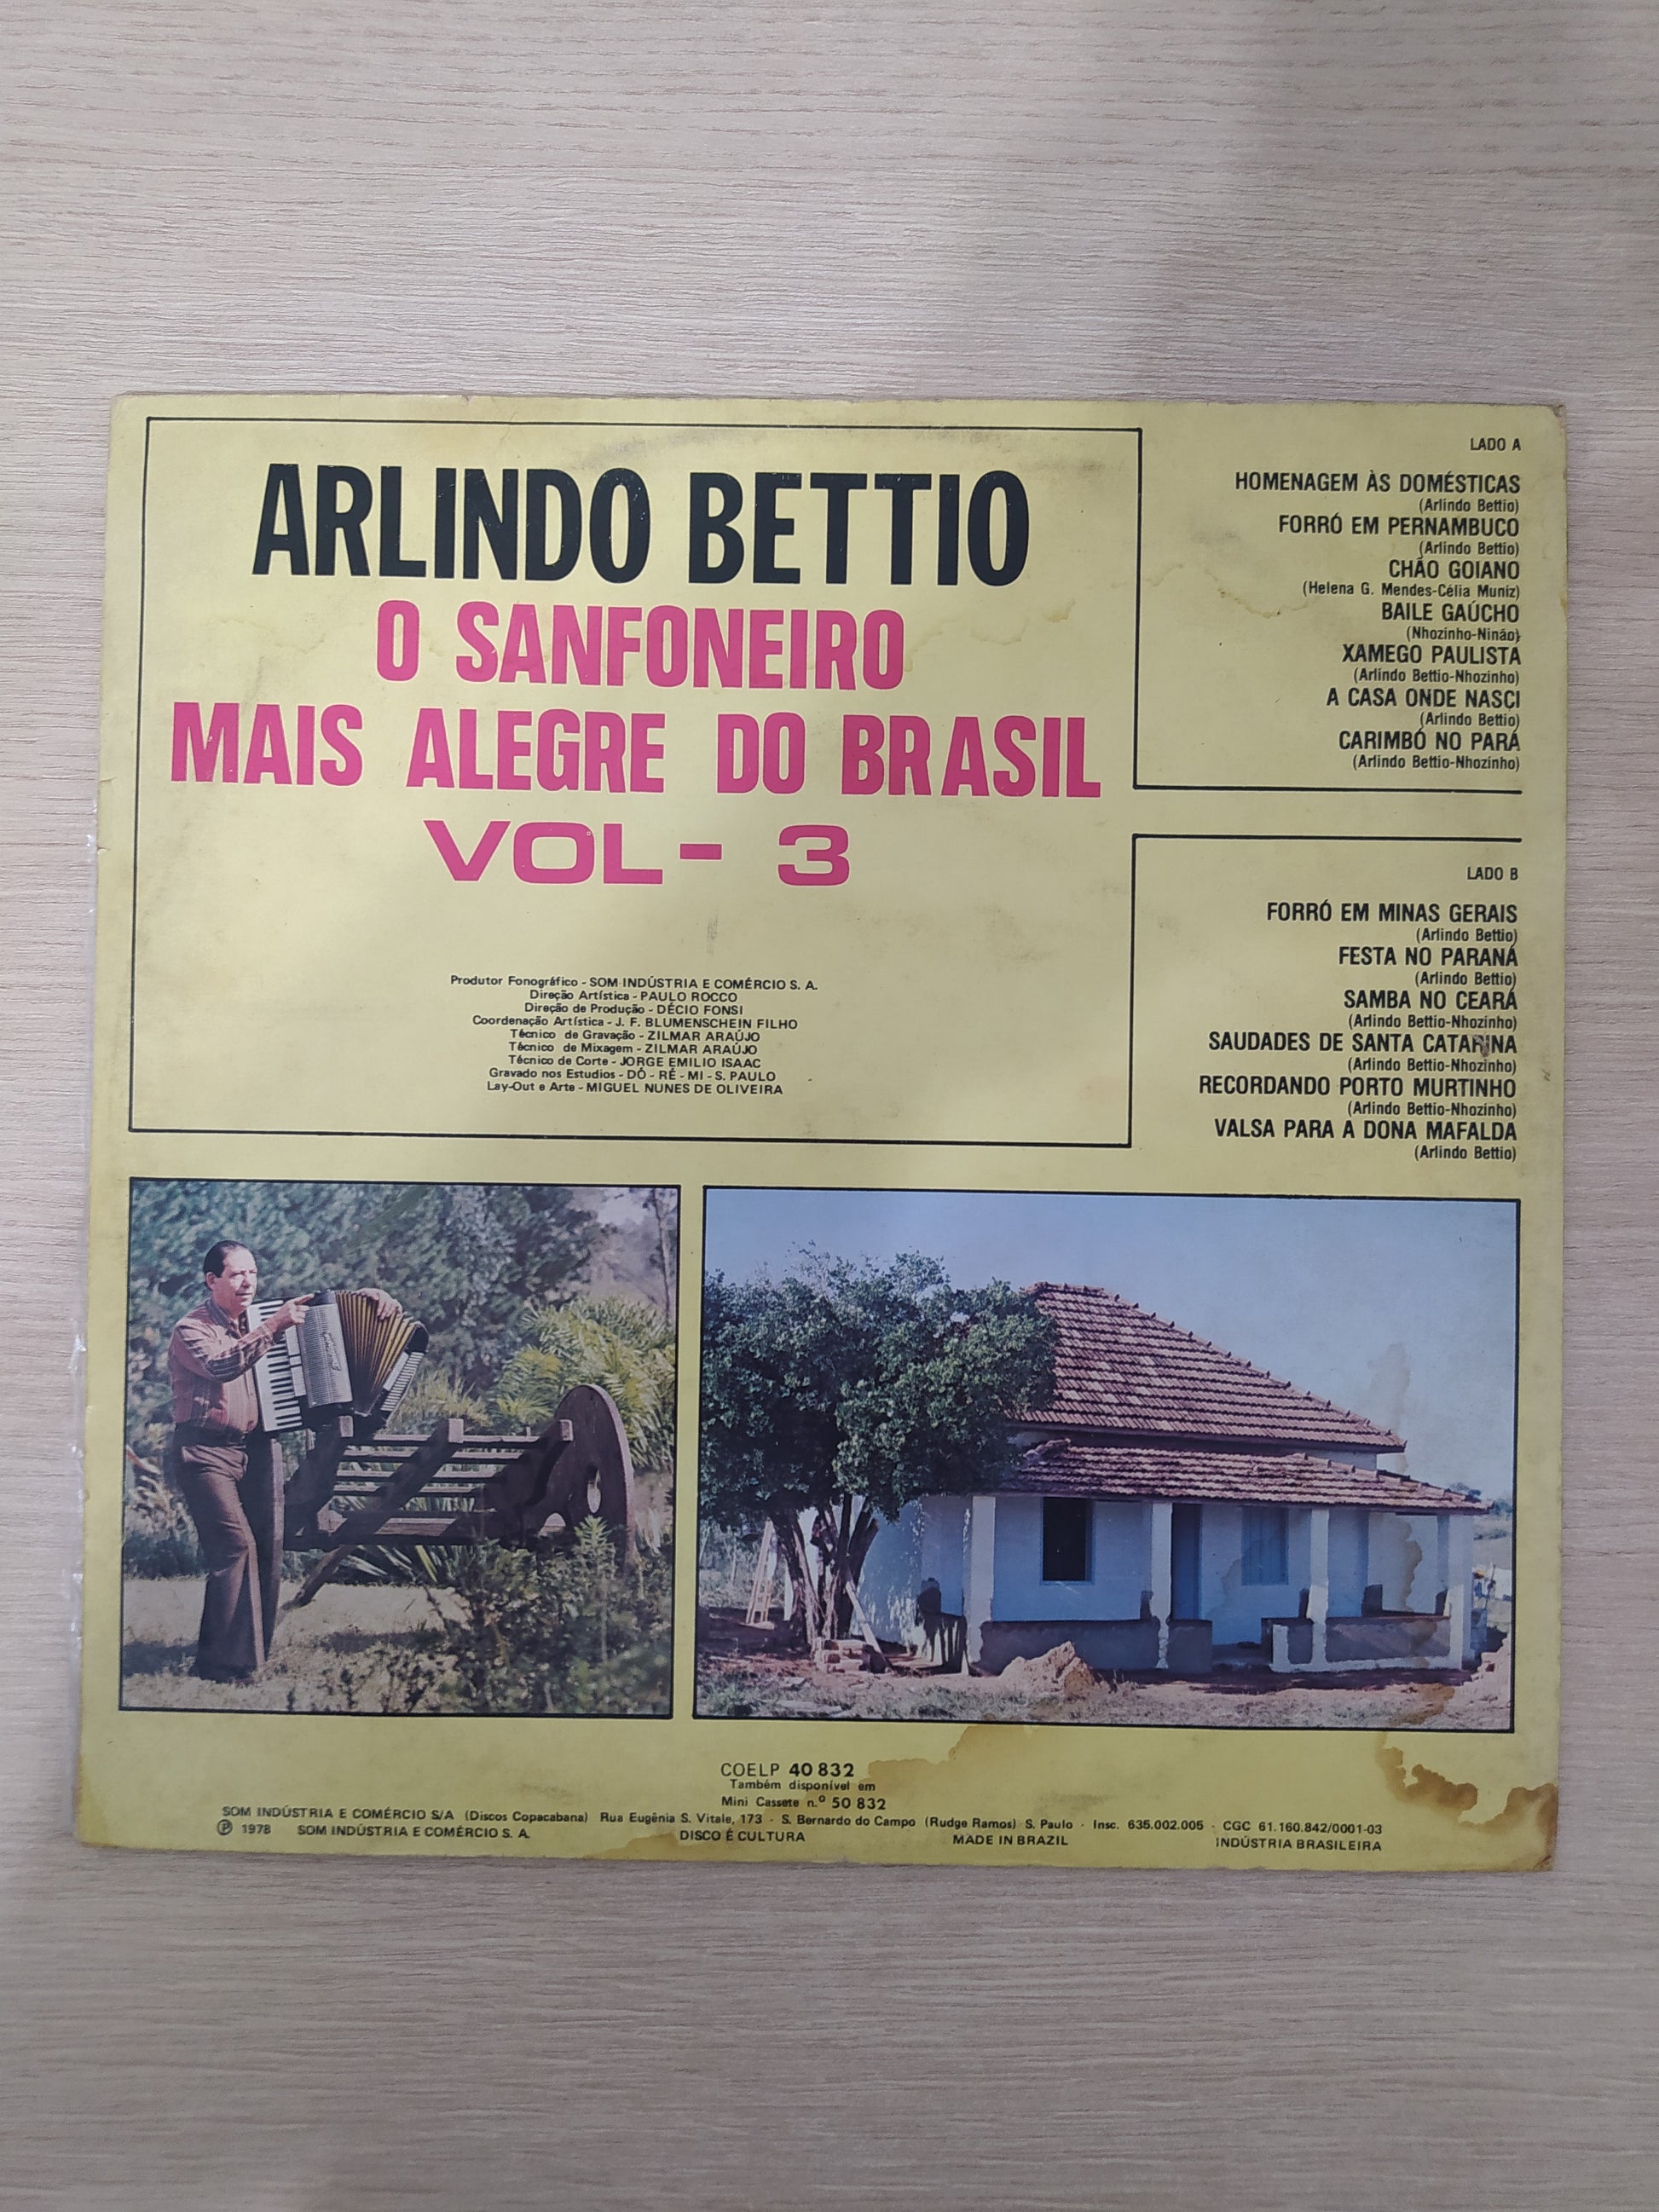 ARLINDO BETTIO
O SANFONEIRO
MAIS ALEGRE DO BRASIL
VOL- 3
Produtor Fonográfico - SOM INDÚSTRIA E COMÉRCIO S. A.
Direção Artística - PAULO ROCCO
Direção de Produção - DÉCIO FONSI
Coordenação Artística - J. F. BLUMENSCHEIN FILHO
Técnico de Gravação - ZILMAR ARAÚJO
Técnico de Mixagem - ZILMAR ARAÚJO
Técnico de Corte - JORGE EMILIO ISAAC
Gravado nos Estudios - DÓ - RÉ - MI - S. PAULO
Lay-Out e Arte - MIGUEL NUNES DE OLIVEIRA
LADO A
HOMENAGEM ÀS DOMÉSTICAS
(Arlindo Bettio)
FORRÓ EM PERNAMBUCO
(Arlindo Bettio)
CHÃO GOIANO
(Helena G. Mendes-Célia Muniz)
BAILE GAÚCHO
(Nhozinho-Ninão)
XAMEGO PAULISTA
(Arlindo Bettio-Nhozinho)
A CASA ONDE NASCI
(Arlindo Bettio)
CARIMBÓ NO PARÁ
(Arlindo Bettio-Nhozinho)
LADO B
FORRÓ EM MINAS GERAIS
(Arlindo Bettio)
FESTA NO PARANÁ
(Arlindo Bettio)
SAMBA NO CEARÁ
(Arlindo Bettio-Nhozinho)
SAUDADES DE SANTA CATARINA
(Arlindo Bettio-Nhozinho)
RECORDANDO PORTO MURTINHO
(Arlindo Bettio-Nhozinho)
VALSA PARA A DONA MAFALDA
(Arlindo Bettio)
COELP 40 832
Também disponível em
Mini Cassete n.º 50 832
SOM INDÚSTRIA E COMÉRCIO S/A (Discos Copacabana) Rua Eugênia S. Vitale, 173 - S. Bernardo do Campo (Rudge Ramos) S. Paulo - Insc. 635.002.005 - CGC 61.160.842/0001-03
Ⓟ 1978 SOM INDÚSTRIA E COMÉRCIO S. A. DISCO É CULTURA MADE IN BRAZIL INDÚSTRIA BRASILEIRA